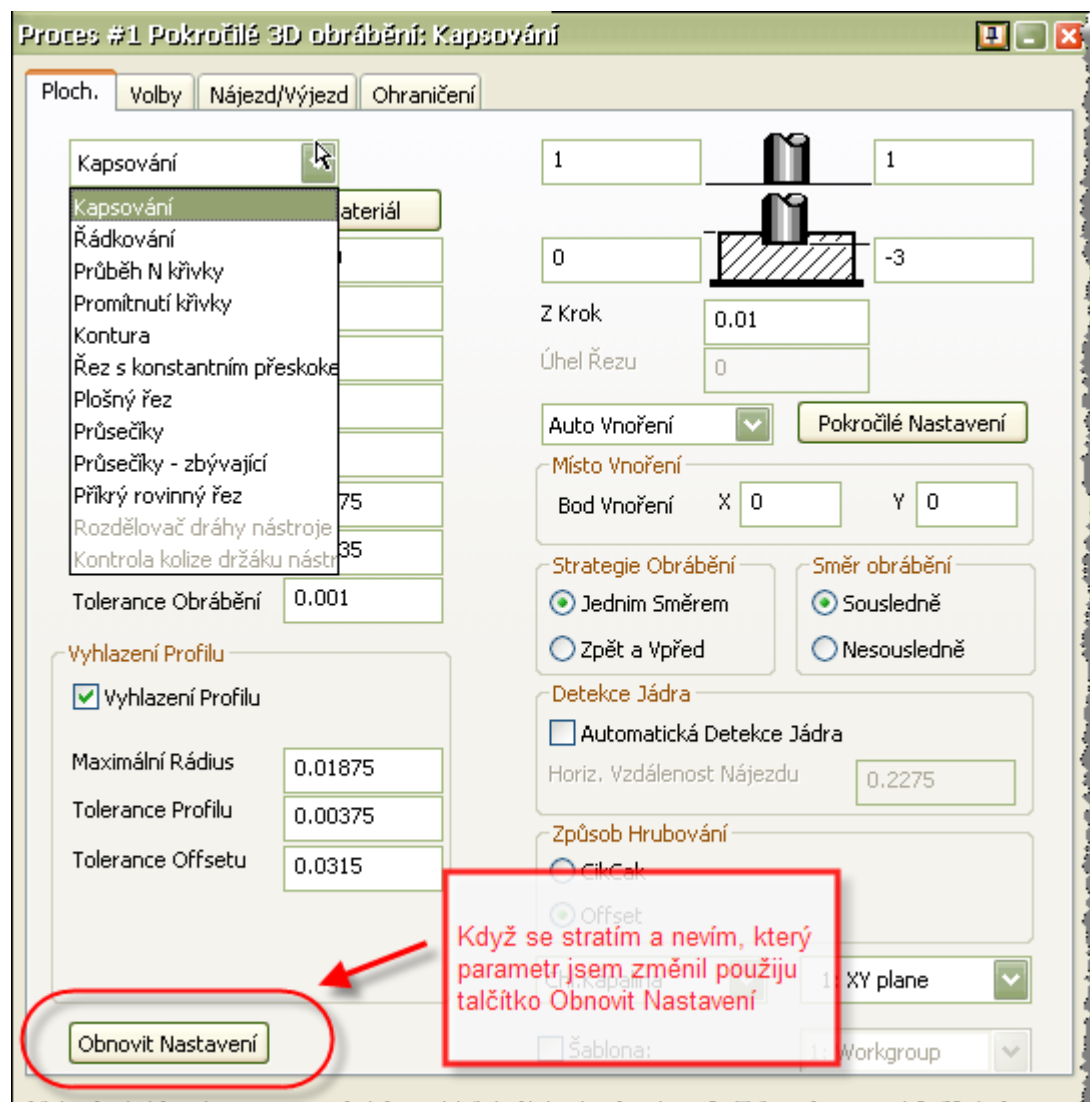 Proces #1 Pokročilé 3D obrábění: Kapsování
Ploch. Volby Nájezd/Výjezd Ohraničení
Kapsování
Kapsování
Řádkování
Průběh N křivky
Promítnutí křivky
Kontura
Řez s konstantním přeskoke
Plošný řez
Průsečíky
Průsečíky - zbývající
Příkrý rovinný řez
Rozdělovač dráhy nástroje
Kontrola kolize držáku nástr
ateriál
75
35
Tolerance Obrábění 0.001
Vyhlazení Profilu
Vyhlazení Profilu
Maximální Rádius 0.01875
Tolerance Profilu 0.00375
Tolerance Offsetu 0.0315
Obnovit Nastavení
1 1
0 -3
Z Krok 0.01
Úhel Řezu 0
Auto Vnoření Pokročilé Nastavení
Místo Vnoření
Bod Vnoření X 0 Y 0
Strategie Obrábění
Jednim Směrem
Zpět a Vpřed
Směr obrábění
Sousledně
Nesousledně
Detekce Jádra
Automatická Detekce Jádra
Horiz. Vzdálenost Nájezdu 0.2275
Způsob Hrubování
CikCak
Offset
Chl.Kapalina 1: XY plane
Šablona: 1: Workgroup
Když se stratím a nevím, který
parametr jsem změnil použiju
talčítko Obnovit Nastavení